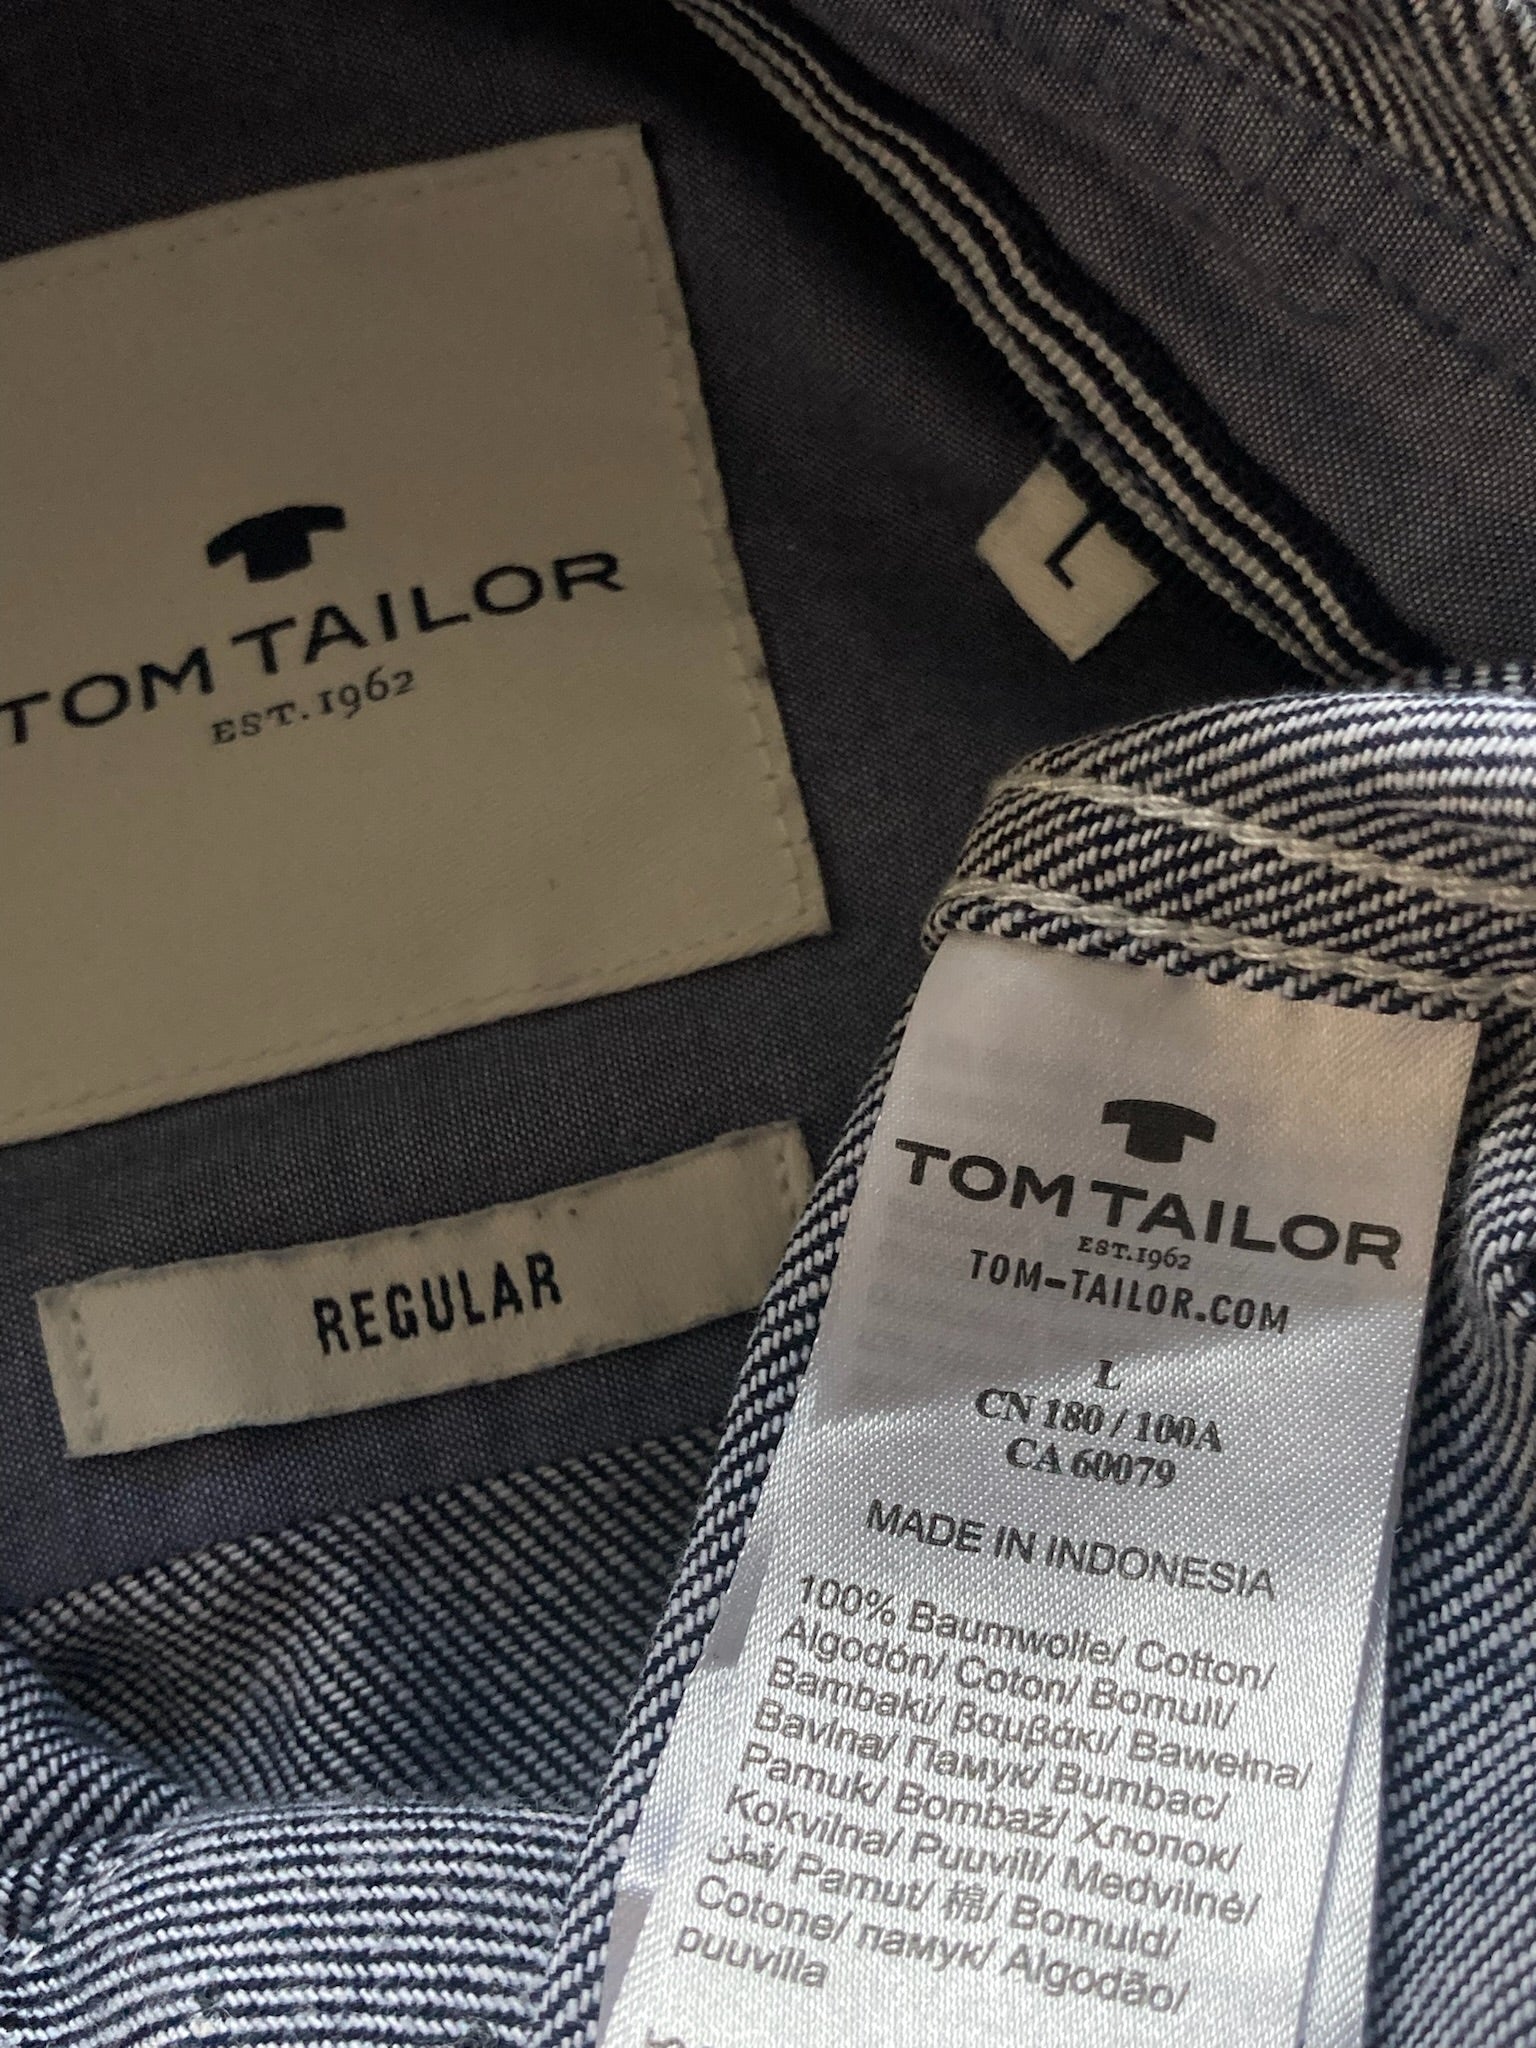 TOM TAILOR
EST.1962
L
REGULAR
TOM TAILOR
EST.1962
TOM-TAILOR.COM
L
CN 180 / 100A
CA 60079
MADE IN INDONESIA
100% Baumwolle/ Cotton/
Algodón/ Coton/ Bomull/
Bambaki/ βαμβάκι/ Bawełna/
Bavlna/ Памук/ Bumbac/
Pamuk/ Bombaž/ Хлопок/
Kokvilna/ Puuvill/ Medvilnė/
قطن/ Pamut/ 棉/ Bomuld/
Cotone/ памук/ Algodão/
puuvilla